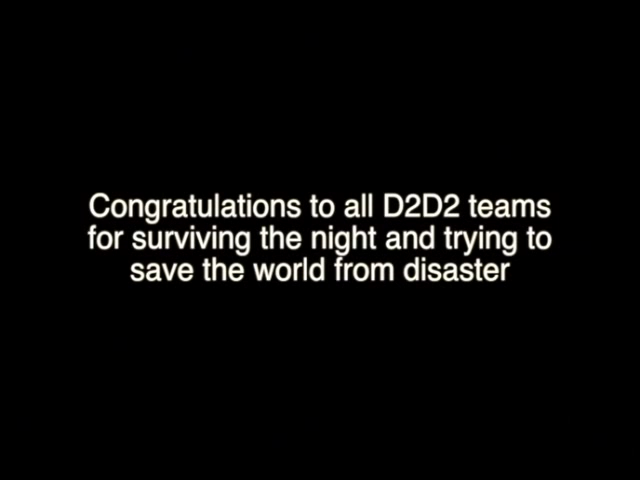 Congratulations to all D2D2 teams
for surviving the night and trying to
save the world from disaster